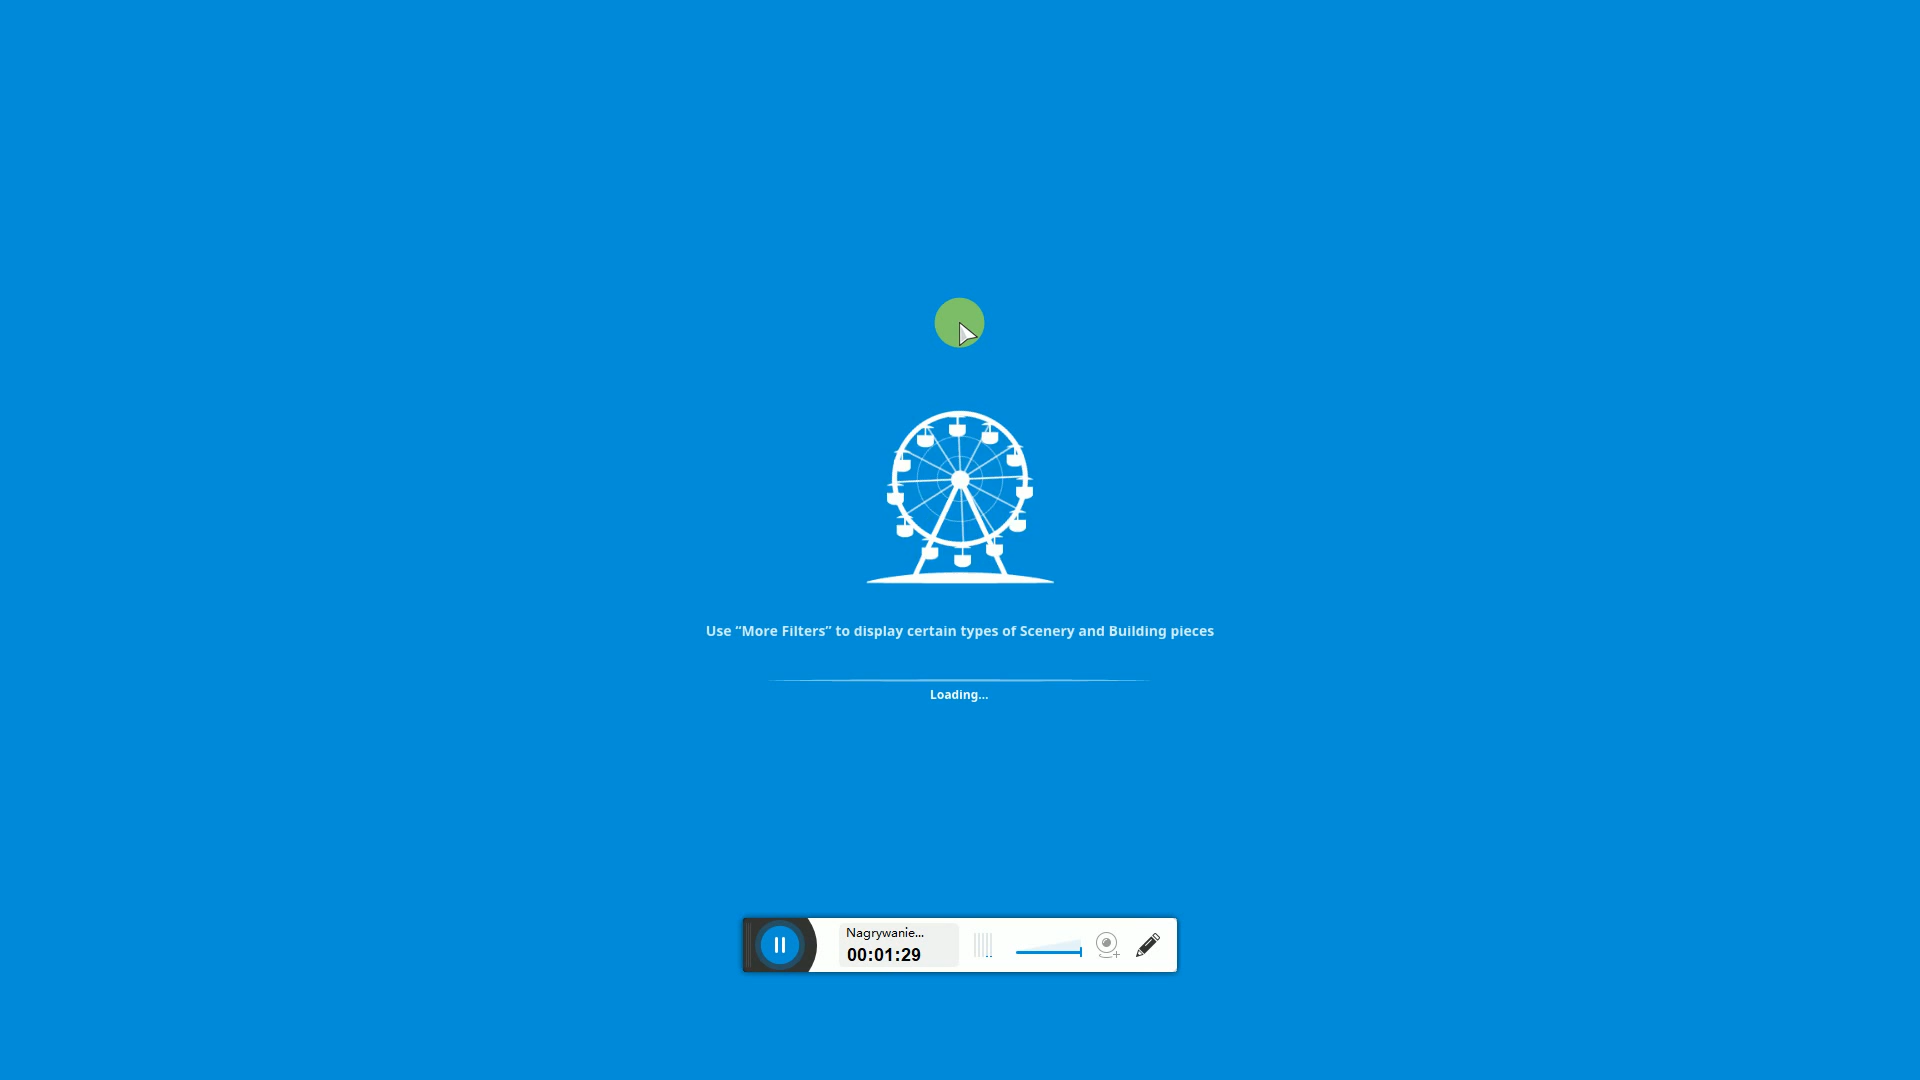 Use “More Filters” to display certain types of Scenery and Building pieces
Loading...
Nagrywanie...
00:01:29